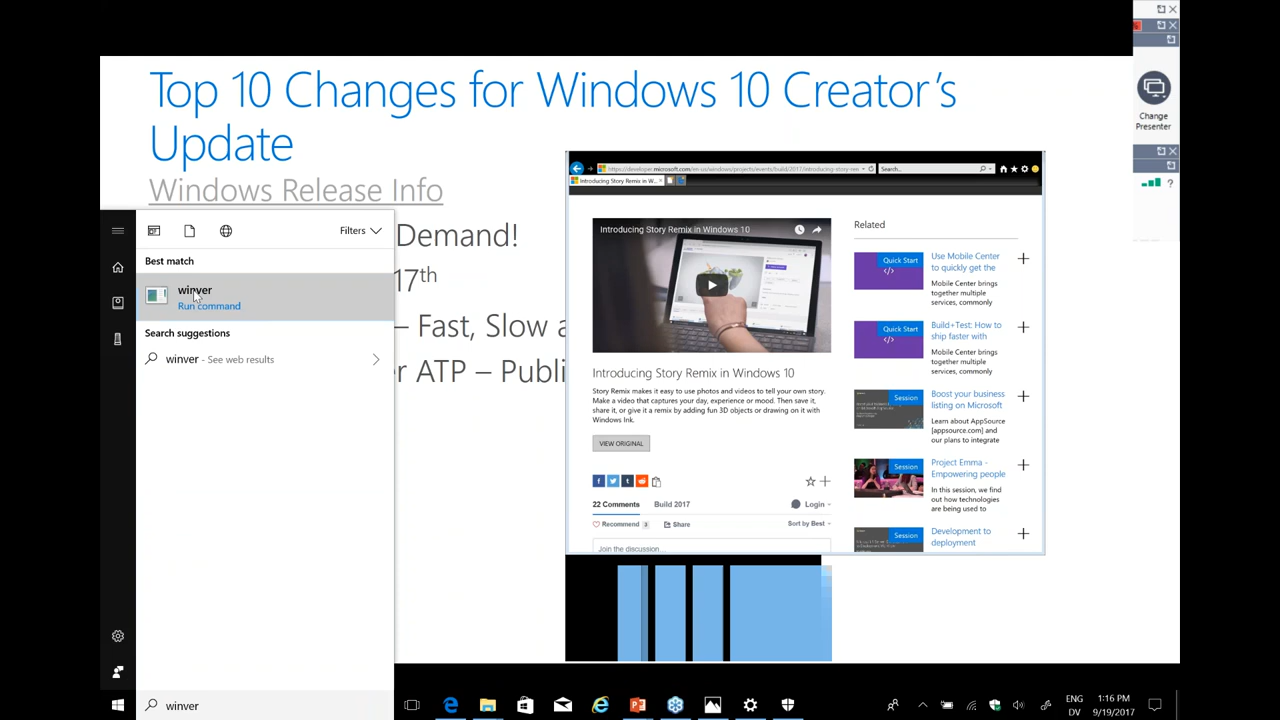 Top 10 Changes for Windows 10 Creator's
Update
Windows Release Info
Demand!
17th
– Fast, Slow a
er ATP – Publi
Filters
Best match
winver
Run command
Search suggestions
winver - See web results
winver
Introducing Story Remix in W...
Search...
Introducing Story Remix in Windows 10
Introducing Story Remix in Windows 10
Story Remix makes it easy to use photos and videos to tell your own story.
Make a video that captures your day, experience or mood. Then save it,
share it, or give it a remix by adding fun 3D objects or drawing on it with
Windows Ink.
VIEW ORIGINAL
22 Comments
Build 2017
Login
Recommend 3
Share
Sort by Best
Join the discussion...
Related
Quick Start
Use Mobile Center
to quickly get the
Mobile Center brings
together multiple
services, commonly
Quick Start
Build+Test: How to
ship faster with
Mobile Center brings
together multiple
services, commonly
Session
Boost your business
listing on Microsoft
Learn about AppSource
[appsource.com] and
our plans to integrate
Session
Project Emma -
Empowering people
In this session, we find
out how technologies
are being used to
Session
Development to
deployment
Change
Presenter
?
ENG
DV
1:16 PM
9/19/2017